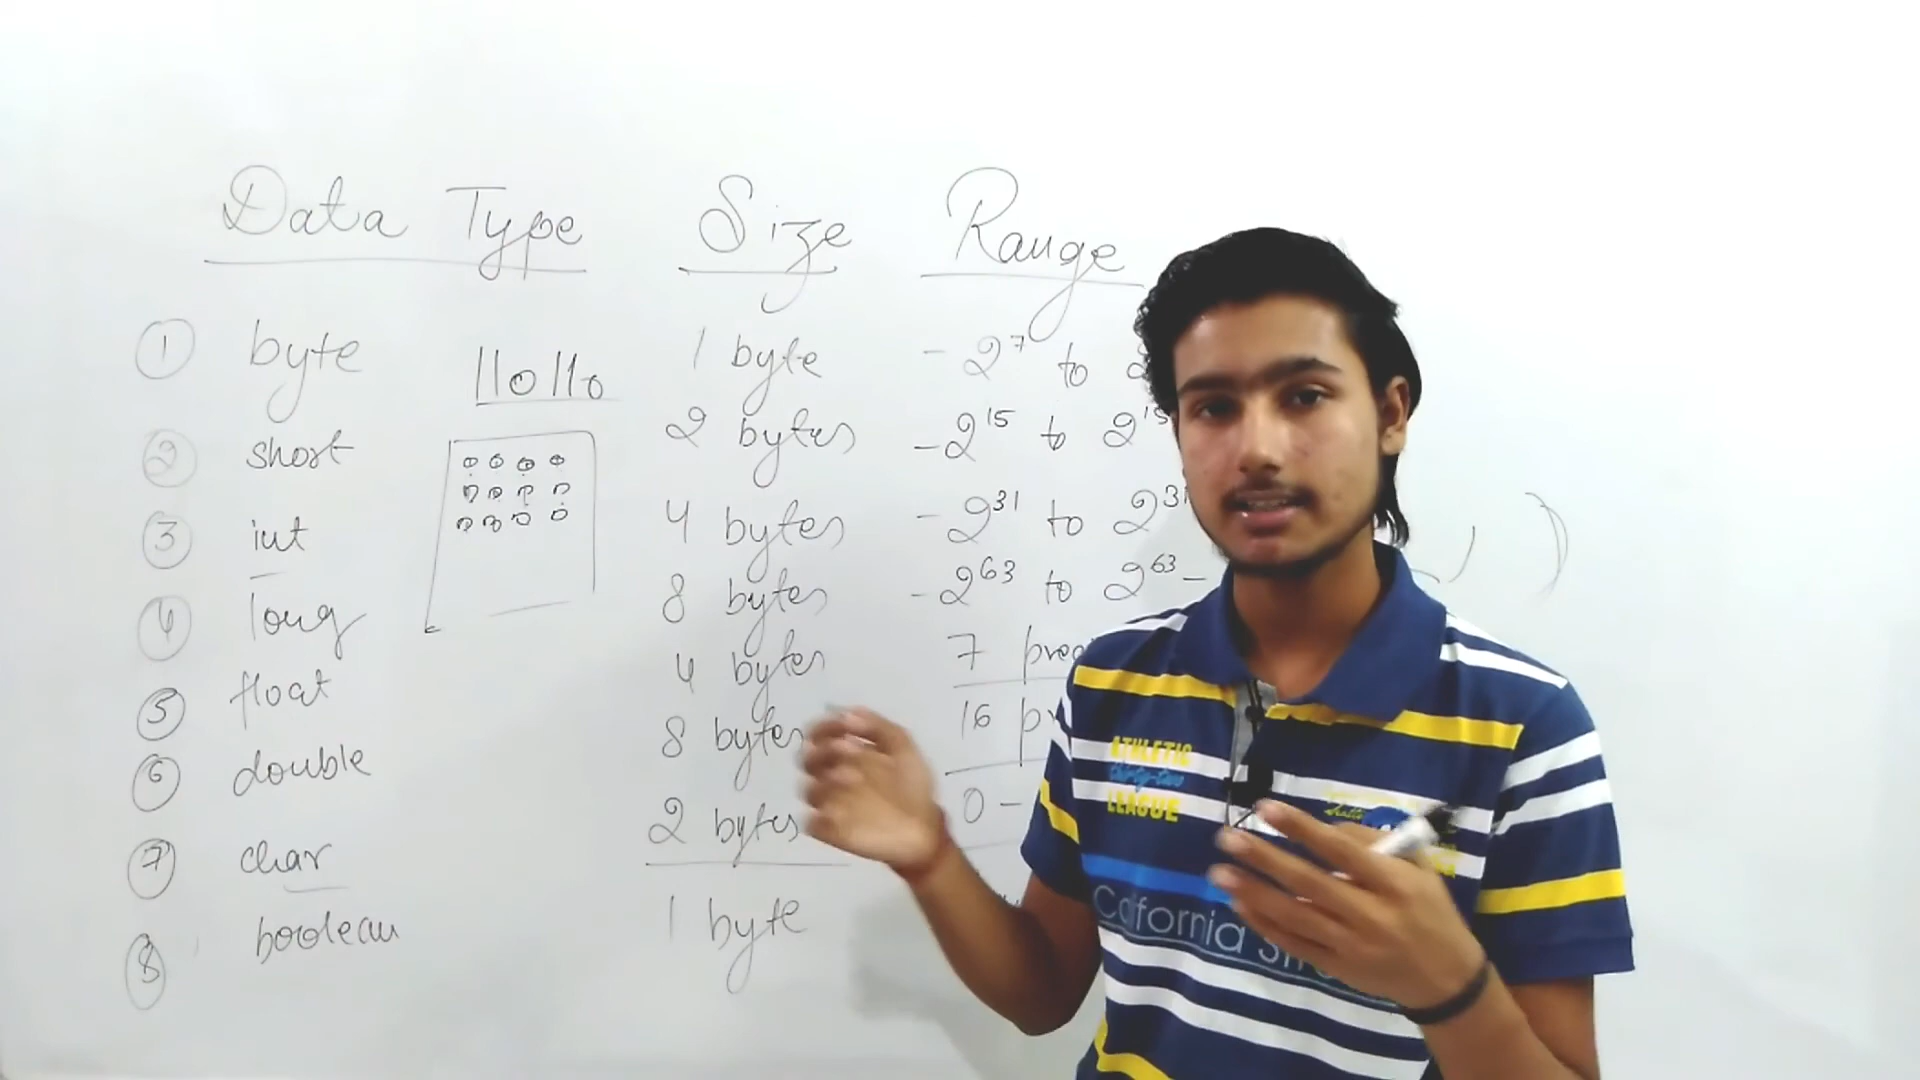 Data Type Size Range
1 byte 110110 1 byte -2⁷ to
2 short 2 bytes -2¹⁵ to 2¹⁵
3 int 4 bytes -2³¹ to 2³¹
4 long 8 bytes -2⁶³ to 2⁶³-
5 float 4 bytes 7
6 double 8 bytes 16
7 char 2 bytes 0-
8 boolean 1 byte
ATHLETIC
thirty-two
LEAGUE
California